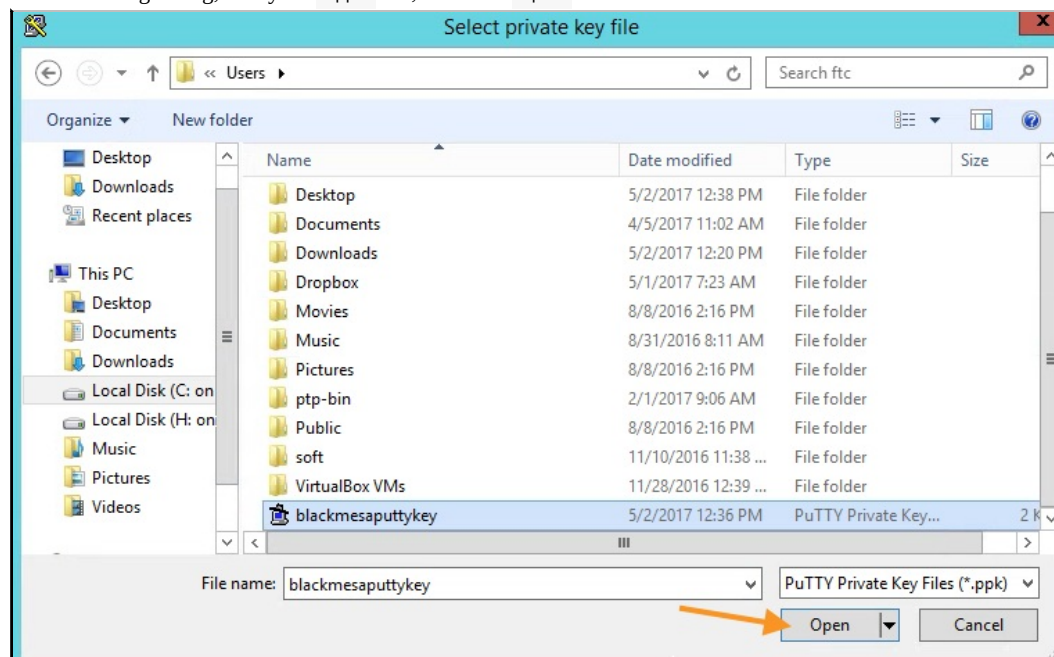 Select private key file
x
« Users
Search ftc
Organize
New folder
Name
Date modified
Type
Size
Desktop
Downloads
Recent places
This PC
Desktop
Documents
Downloads
Local Disk (C: on
Local Disk (H: on
Music
Pictures
Videos
Desktop 5/2/2017 12:38 PM File folder
Documents 4/5/2017 11:02 AM File folder
Downloads 5/2/2017 12:20 PM File folder
Dropbox 5/1/2017 7:23 AM File folder
Movies 8/8/2016 2:16 PM File folder
Music 8/31/2016 8:11 AM File folder
Pictures 8/8/2016 2:16 PM File folder
ptp-bin 2/1/2017 9:06 AM File folder
Public 8/8/2016 2:16 PM File folder
soft 11/10/2016 11:38 ... File folder
VirtualBox VMs 11/28/2016 12:39 ... File folder
blackmesaputtykey 5/2/2017 12:36 PM PuTTY Private Key... 2 K
File name: blackmesaputtykey
PuTTY Private Key Files (*.ppk)
Open
Cancel